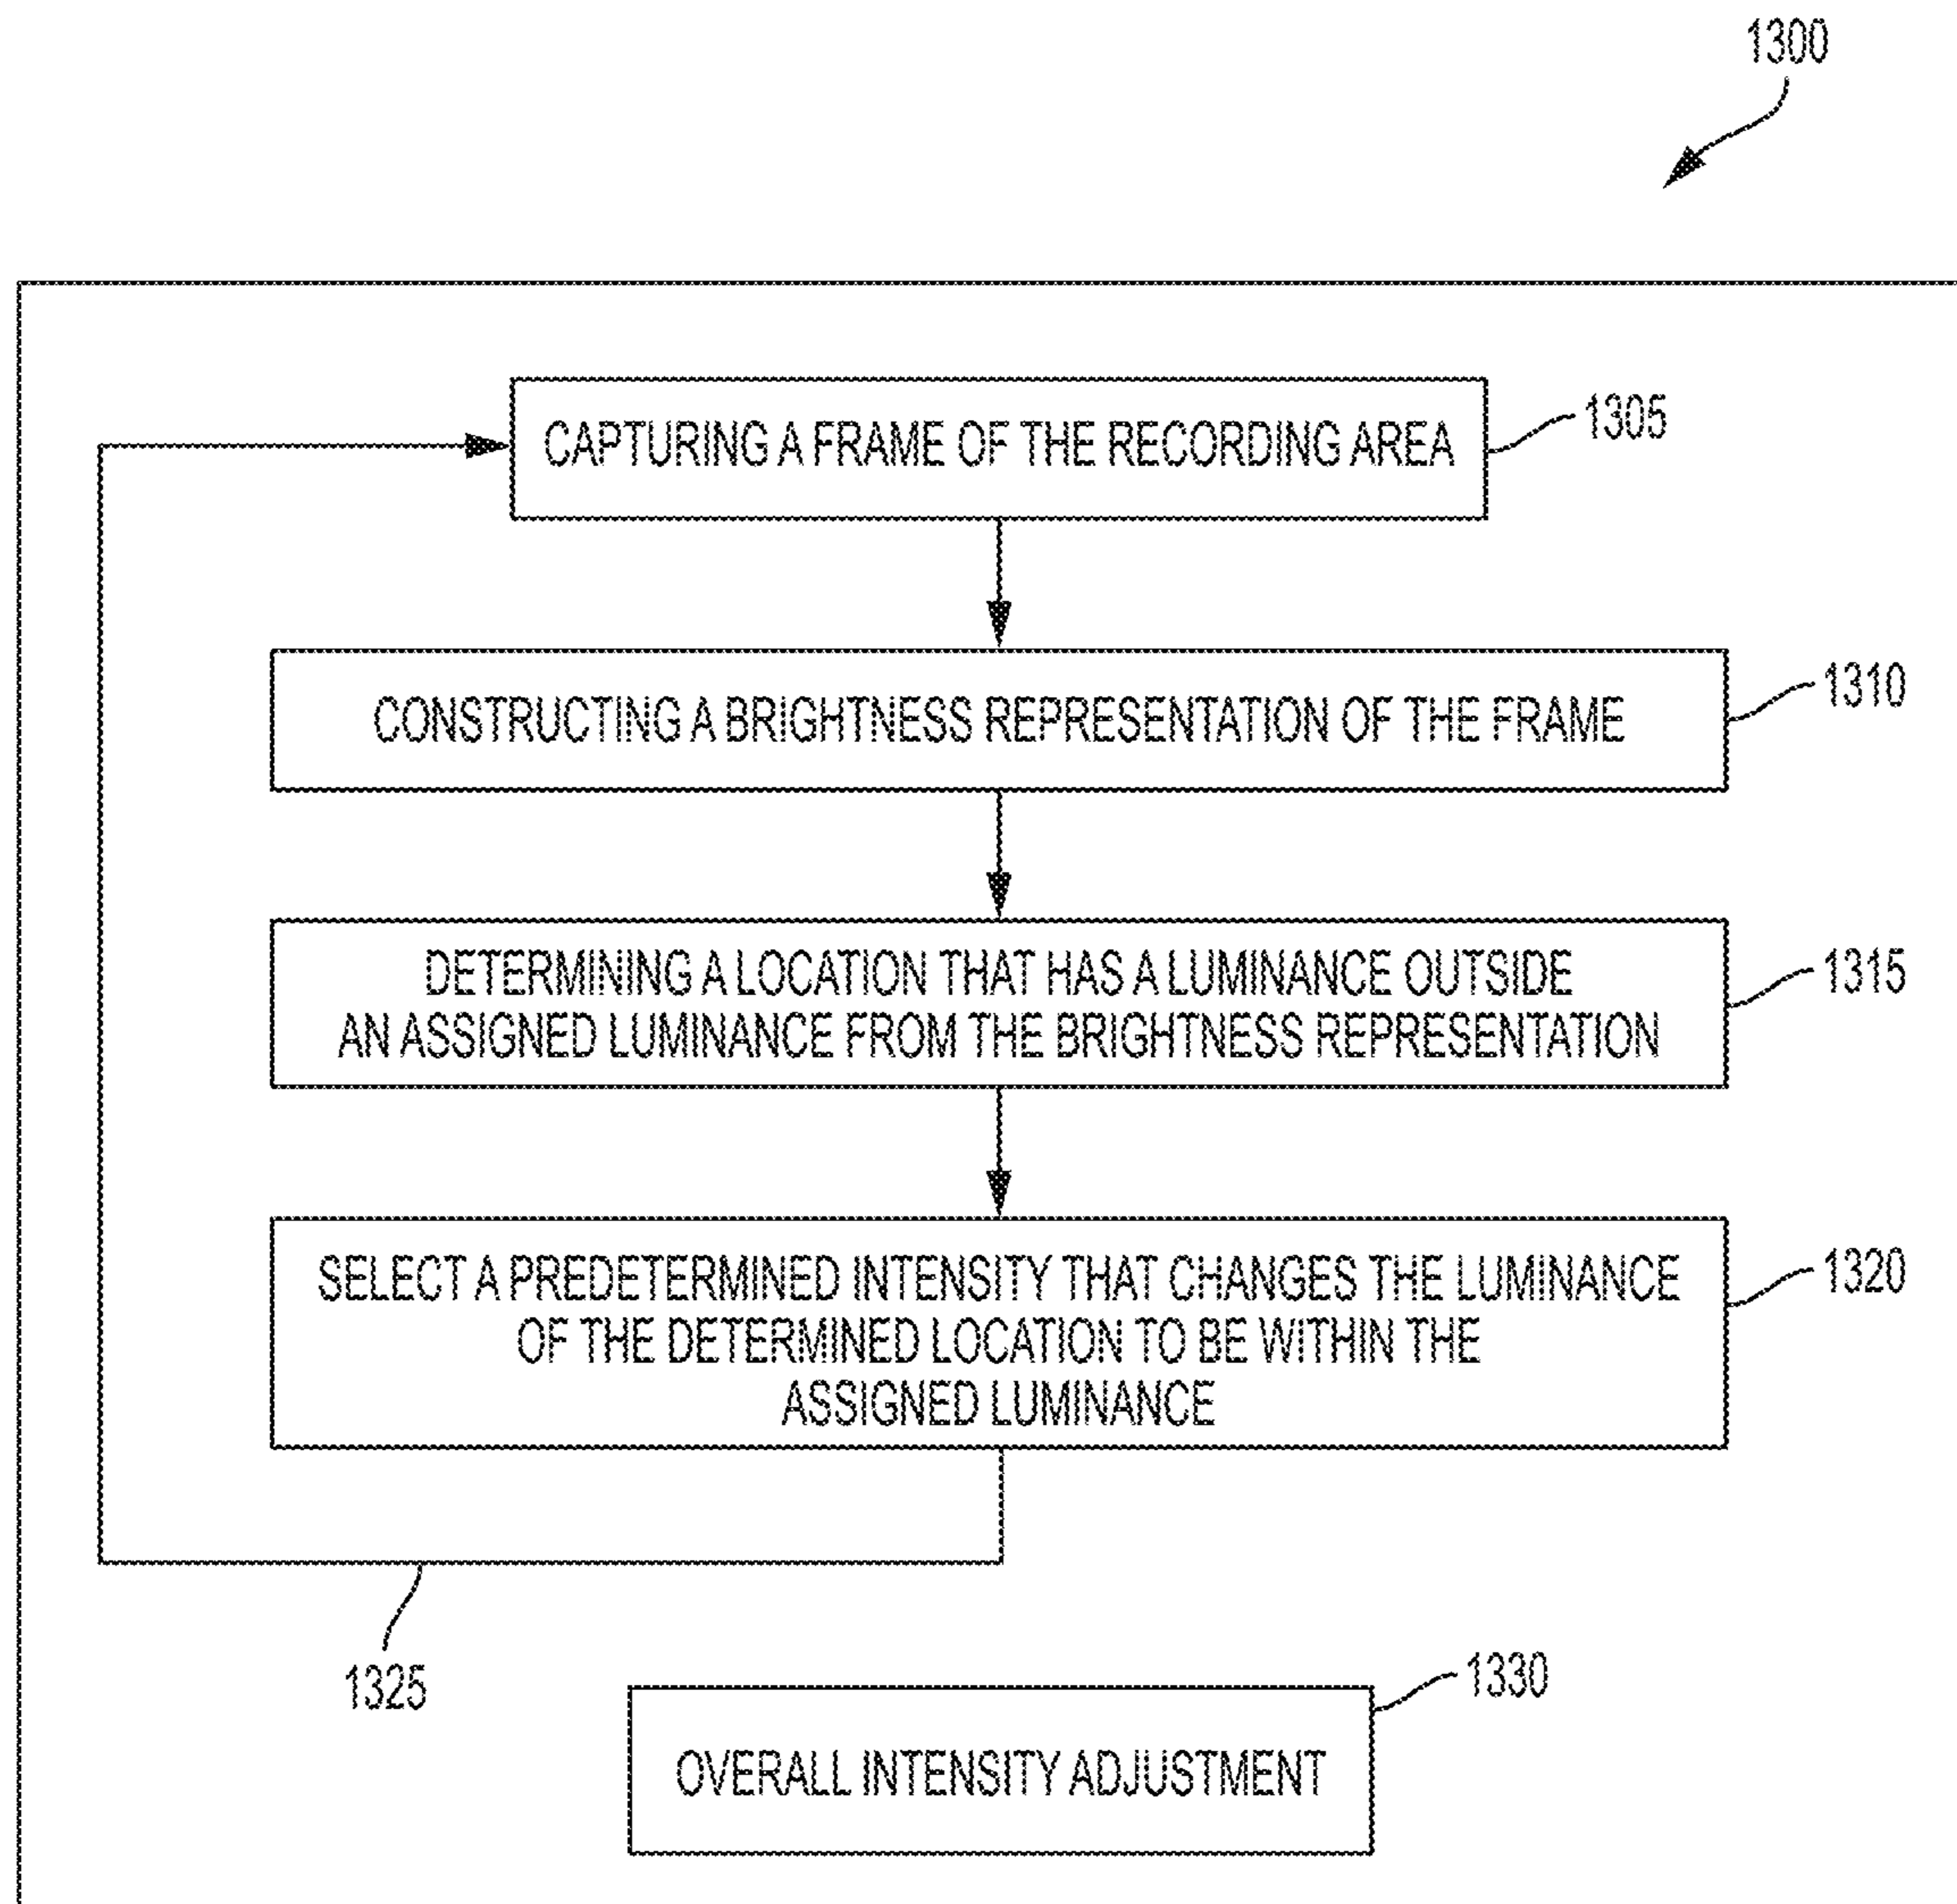 1300
CAPTURING A FRAME OF THE RECORDING AREA
1305
CONSTRUCTING A BRIGHTNESS REPRESENTATION OF THE FRAME
1310
DETERMINING A LOCATION THAT HAS A LUMINANCE OUTSIDE
AN ASSIGNED LUMINANCE FROM THE BRIGHTNESS REPRESENTATION
1315
SELECT A PREDETERMINED INTENSITY THAT CHANGES THE LUMINANCE
OF THE DETERMINED LOCATION TO BE WITHIN THE
ASSIGNED LUMINANCE
1320
1325
1330
OVERALL INTENSITY ADJUSTMENT